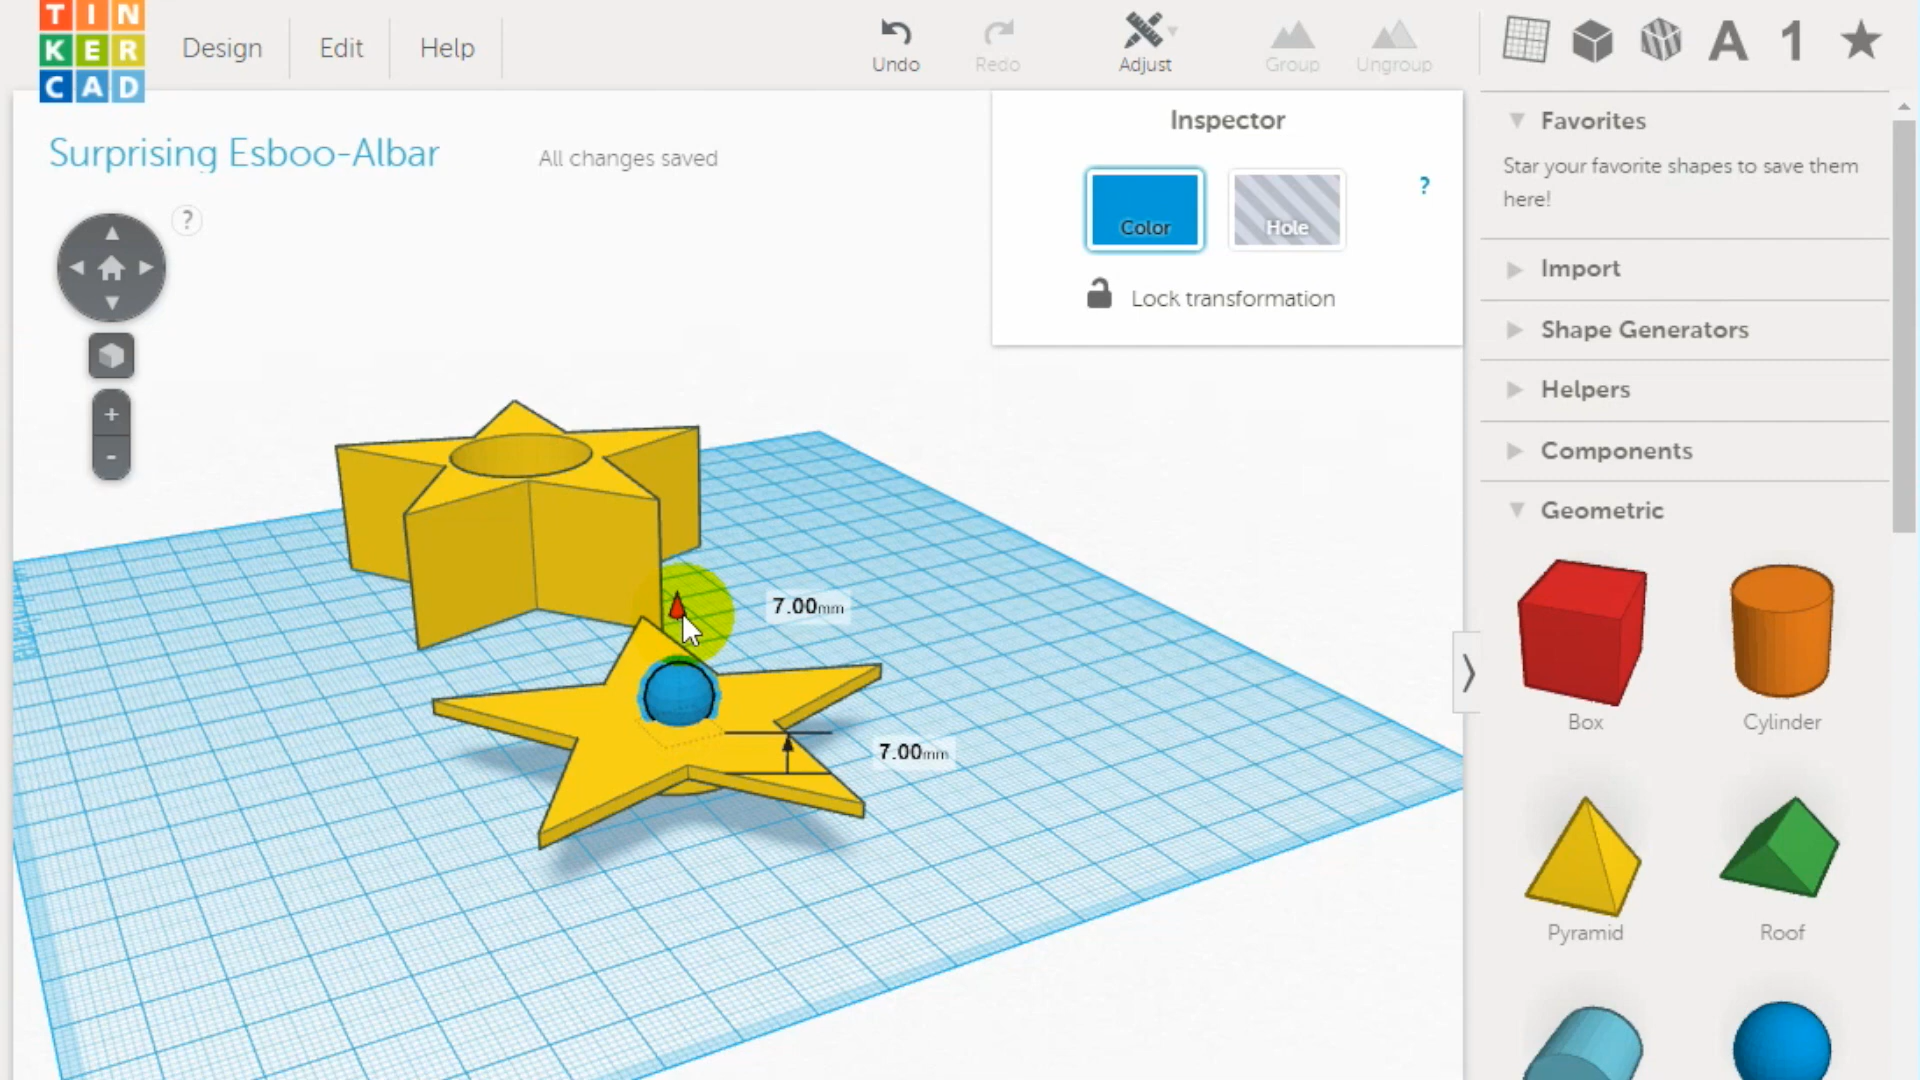 TIN
KER
CAD
Design
Edit
Help
Undo
Redo
Adjust
Group
Ungroup
A
1
Surprising Esboo-Albar
All changes saved
?
Inspector
Color
Hole
?
Lock transformation
Favorites
Star your favorite shapes to save them
here!
Import
Shape Generators
Helpers
Components
Geometric
Box
Cylinder
Pyramid
Roof
+
-
7.00mm
7.00mm